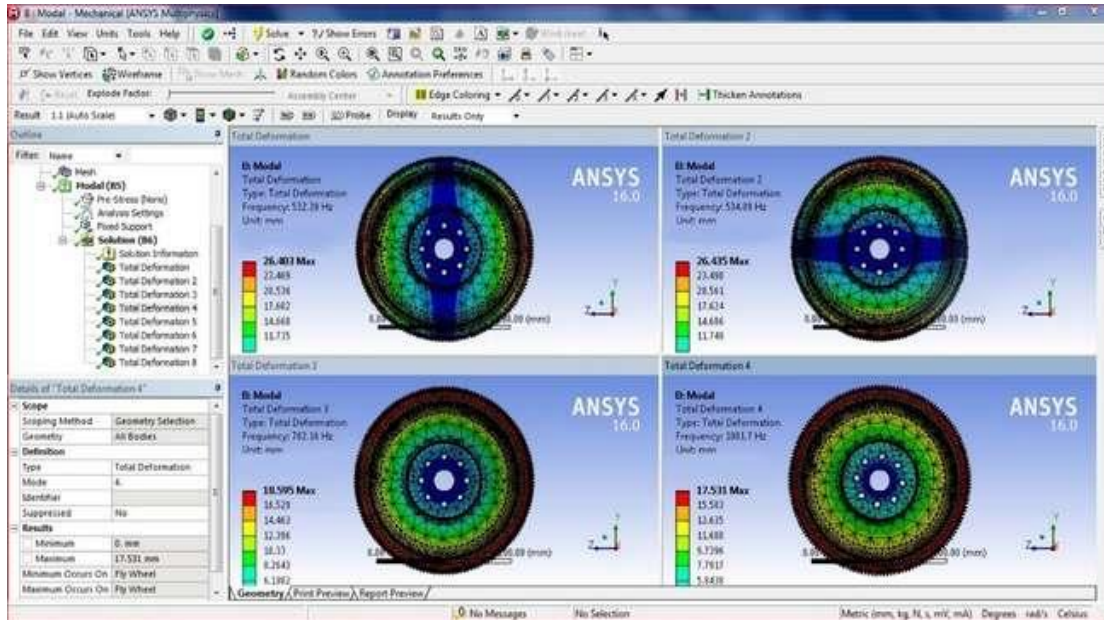 B : Modal - Mechanical [ANSYS Multiphysics]
File Edit View Units Tools Help Solve ?/ Show Errors
Show Vertices Wireframe Show Mesh Random Colors Annotation Preferences
Explode Factor: Assembly Center Edge Coloring Thicken Annotations
Result 1.1 (Auto Scale) Probe Display Results Only
Outline
Filter: Name
Mesh
Modal (B5)
Pre-Stress (None)
Analysis Settings
Fixed Support
Solution (B6)
Solution Information
Total Deformation
Total Deformation 2
Total Deformation 3
Total Deformation 4
Total Deformation 5
Total Deformation 6
Total Deformation 7
Total Deformation 8
Details of "Total Deformation 4"
Scope
Scoping Method Geometry Selection
Geometry All Bodies
Definition
Type Total Deformation
Mode 4.
Identifier
Suppressed No
Results
Minimum 0. mm
Maximum 17.531 mm
Minimum Occurs On Fly Wheel
Maximum Occurs On Fly Wheel
Total Deformation
B: Modal
Total Deformation
Type: Total Deformation
Frequency: 532.39 Hz
Unit: mm
26.403 Max
23.469
20.536
17.602
14.668
11.735
ANSYS
16.0
Total Deformation 2
B: Modal
Total Deformation 2
Type: Total Deformation
Frequency: 534.09 Hz
Unit: mm
26.435 Max
23.498
20.561
17.624
14.686
11.749
ANSYS
16.0
Total Deformation 3
B: Modal
Total Deformation 3
Type: Total Deformation
Unit: mm
18.595 Max
16.529
14.463
12.396
10.33
8.2643
6.1982
ANSYS
16.0
Total Deformation 4
B: Modal
Total Deformation 4
Type: Total Deformation
Unit: mm
17.531 Max
15.583
13.635
11.688
9.7396
7.7917
5.8438
ANSYS
16.0
Geometry Print Preview Report Preview
0 No Messages No Selection Metric (mm, kg, N, s, mV, mA) Degrees rad/s Celsius